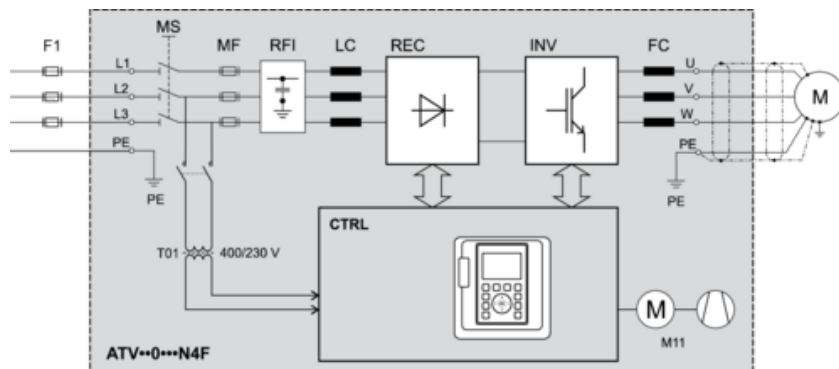 MS
F1 MF RFI LC REC INV FC
L1 U
L2 V M
L3 W
PE PE
PE PE
CTRL
T01 400/230 V
M
M11
ATV••0•••N4F